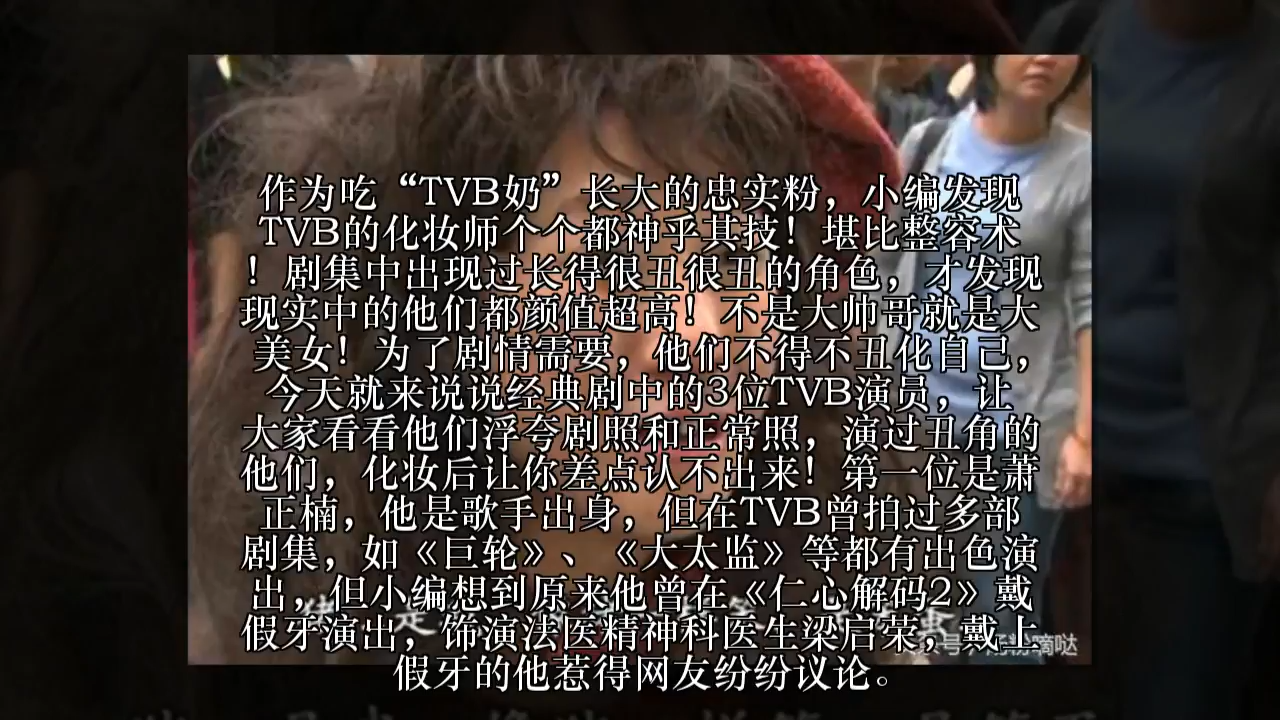 作为吃“TVB奶”长大的忠实粉，小编发现
TVB的化妆师个个都神乎其技！堪比整容术
！剧集中出现过长得很丑很丑的角色，才发现
现实中的他们都颜值超高！不是大帅哥就是大
美女！为了剧情需要，他们不得不丑化自己，
今天就来说说经典剧中的3位TVB演员，让
大家看看他们浮夸剧照和正常照，演过丑角的
他们，化妆后让你差点认不出来！第一位是萧
正楠，他是歌手出身，但在TVB曾拍过多部
剧集，如《巨轮》、《大太监》等都有出色演
出，但小编想到原来他曾在《仁心解码2》戴
假牙演出，饰演法医精神科医生梁启荣，戴上
假牙的他惹得网友纷纷议论。